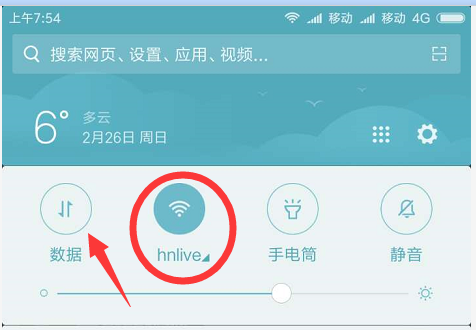 上午7:54 移动 移动 4G
搜索网页、设置、应用、视频...
6°
多云
2月26日 周日
数据 hnlive 手电筒 静音